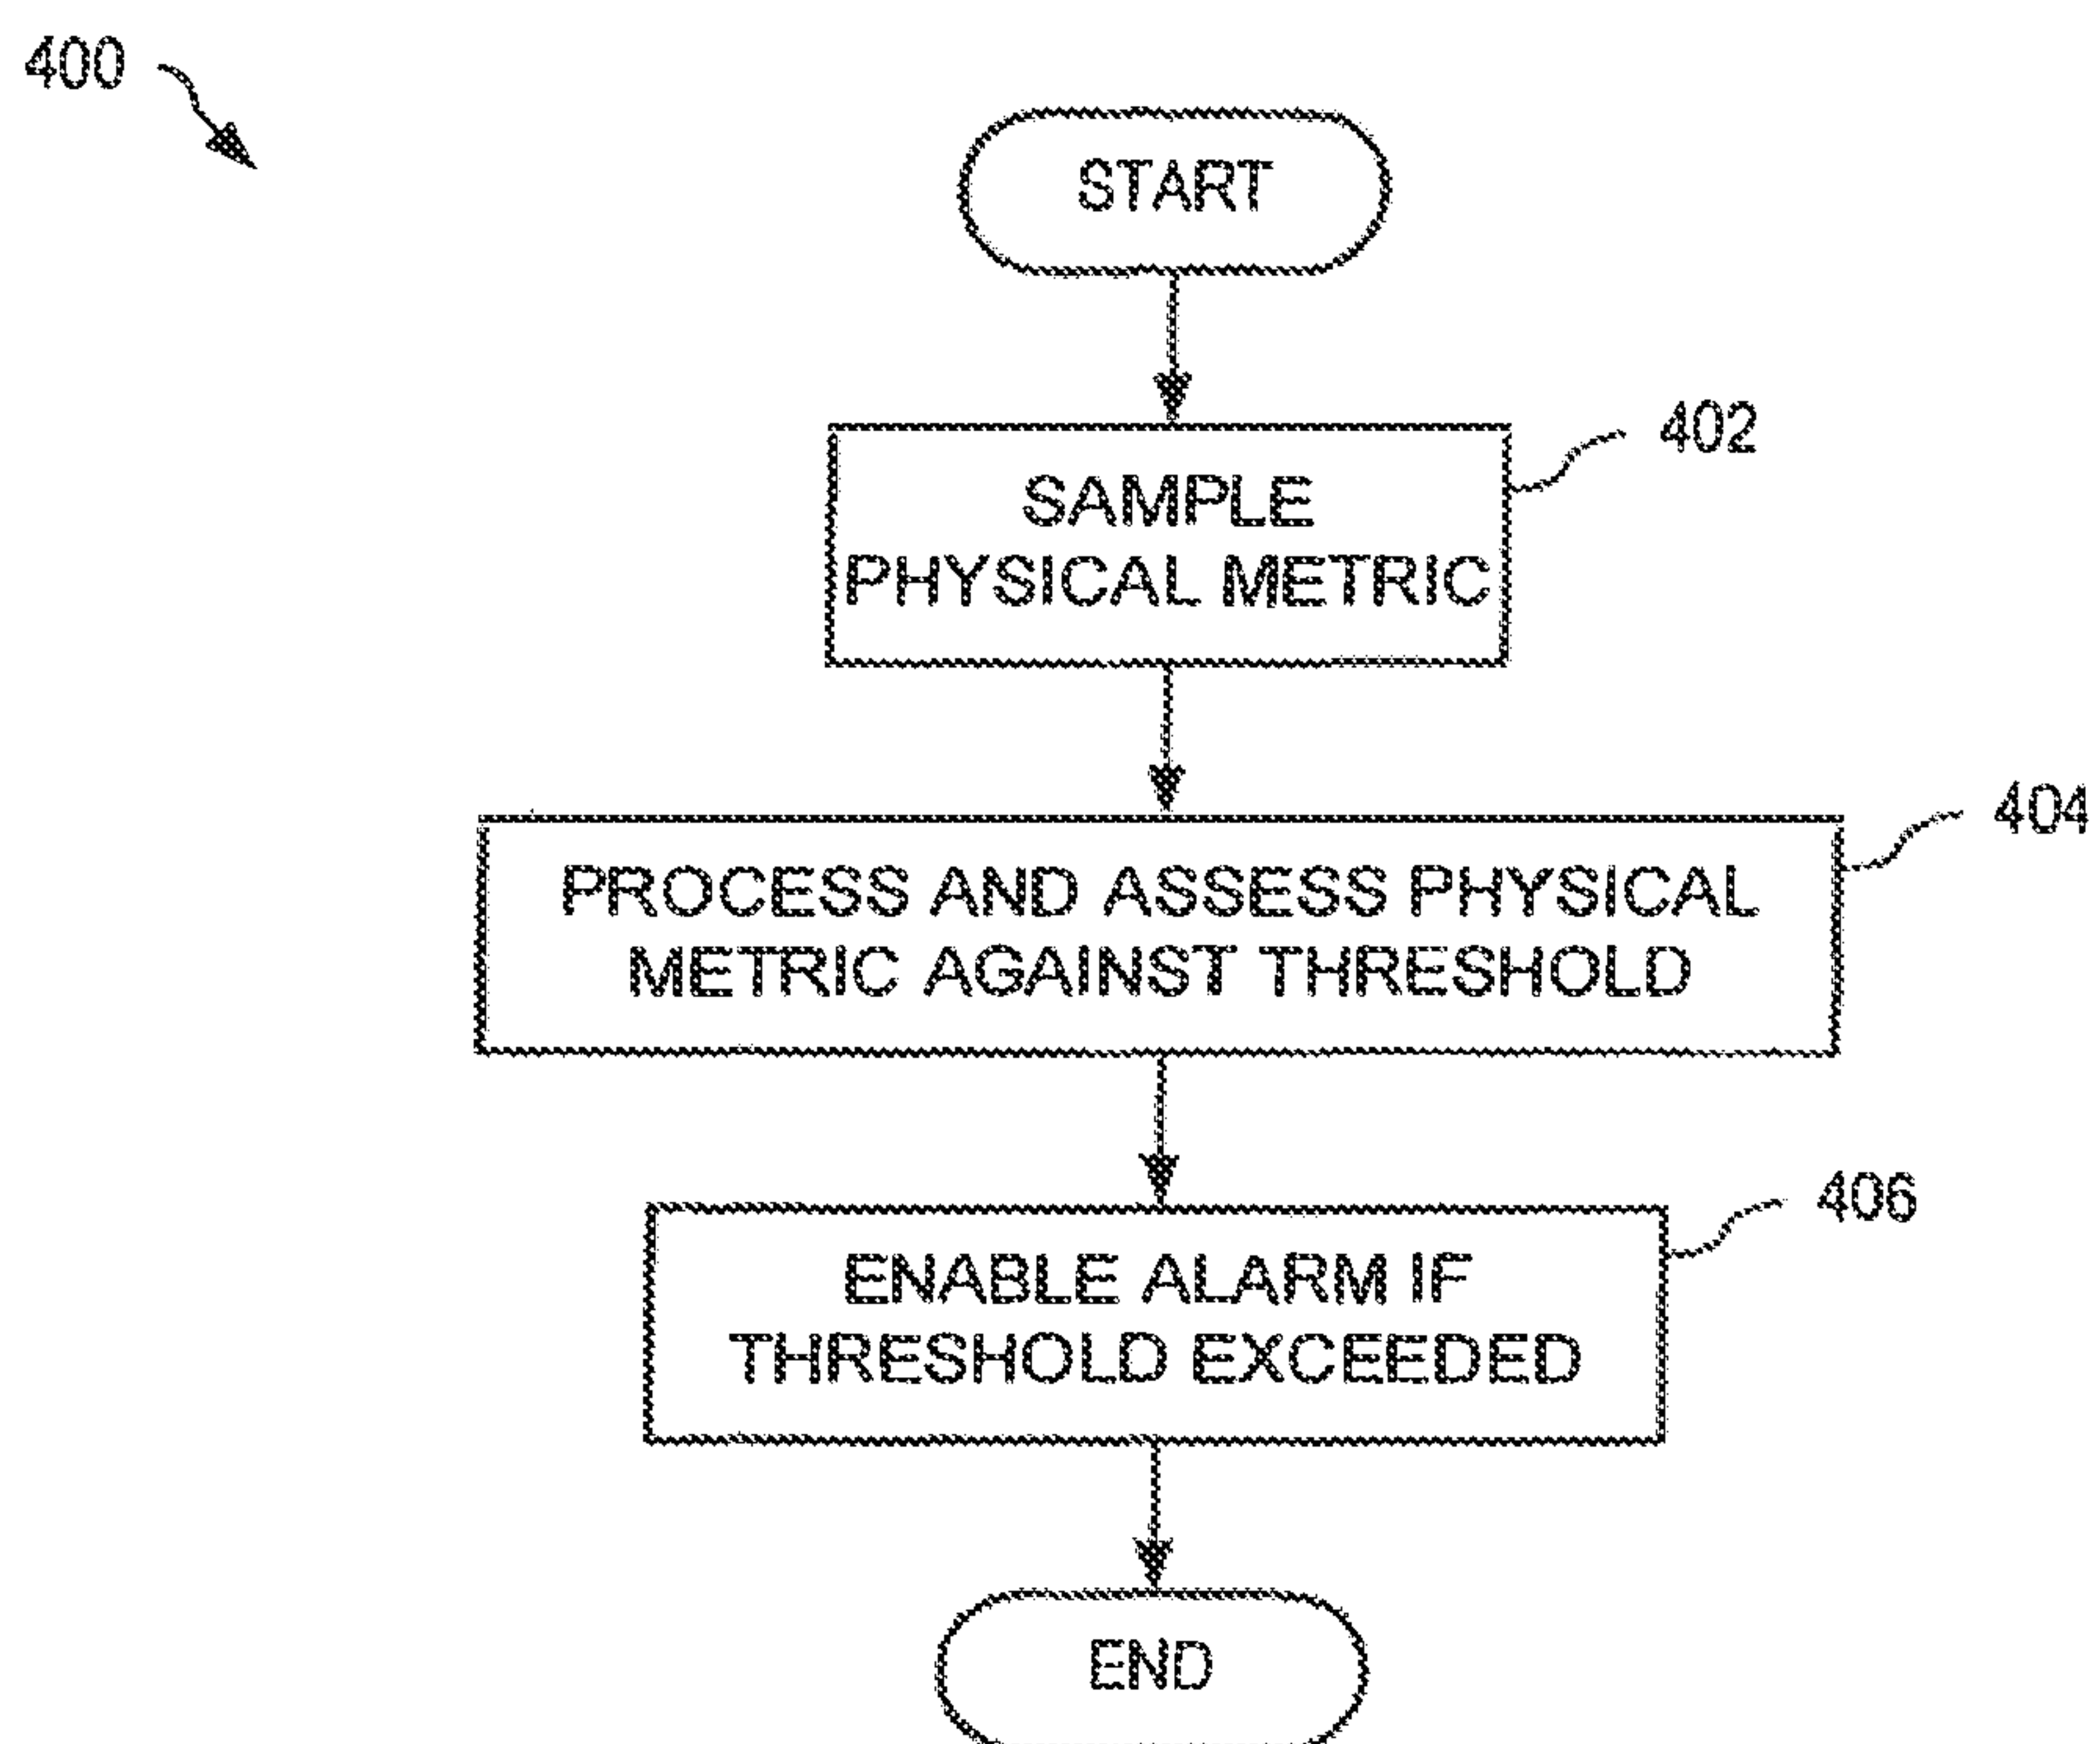 400
START
402
SAMPLE
PHYSICAL METRIC
404
PROCESS AND ASSESS PHYSICAL
METRIC AGAINST THRESHOLD
406
ENABLE ALARM IF
THRESHOLD EXCEEDED
END